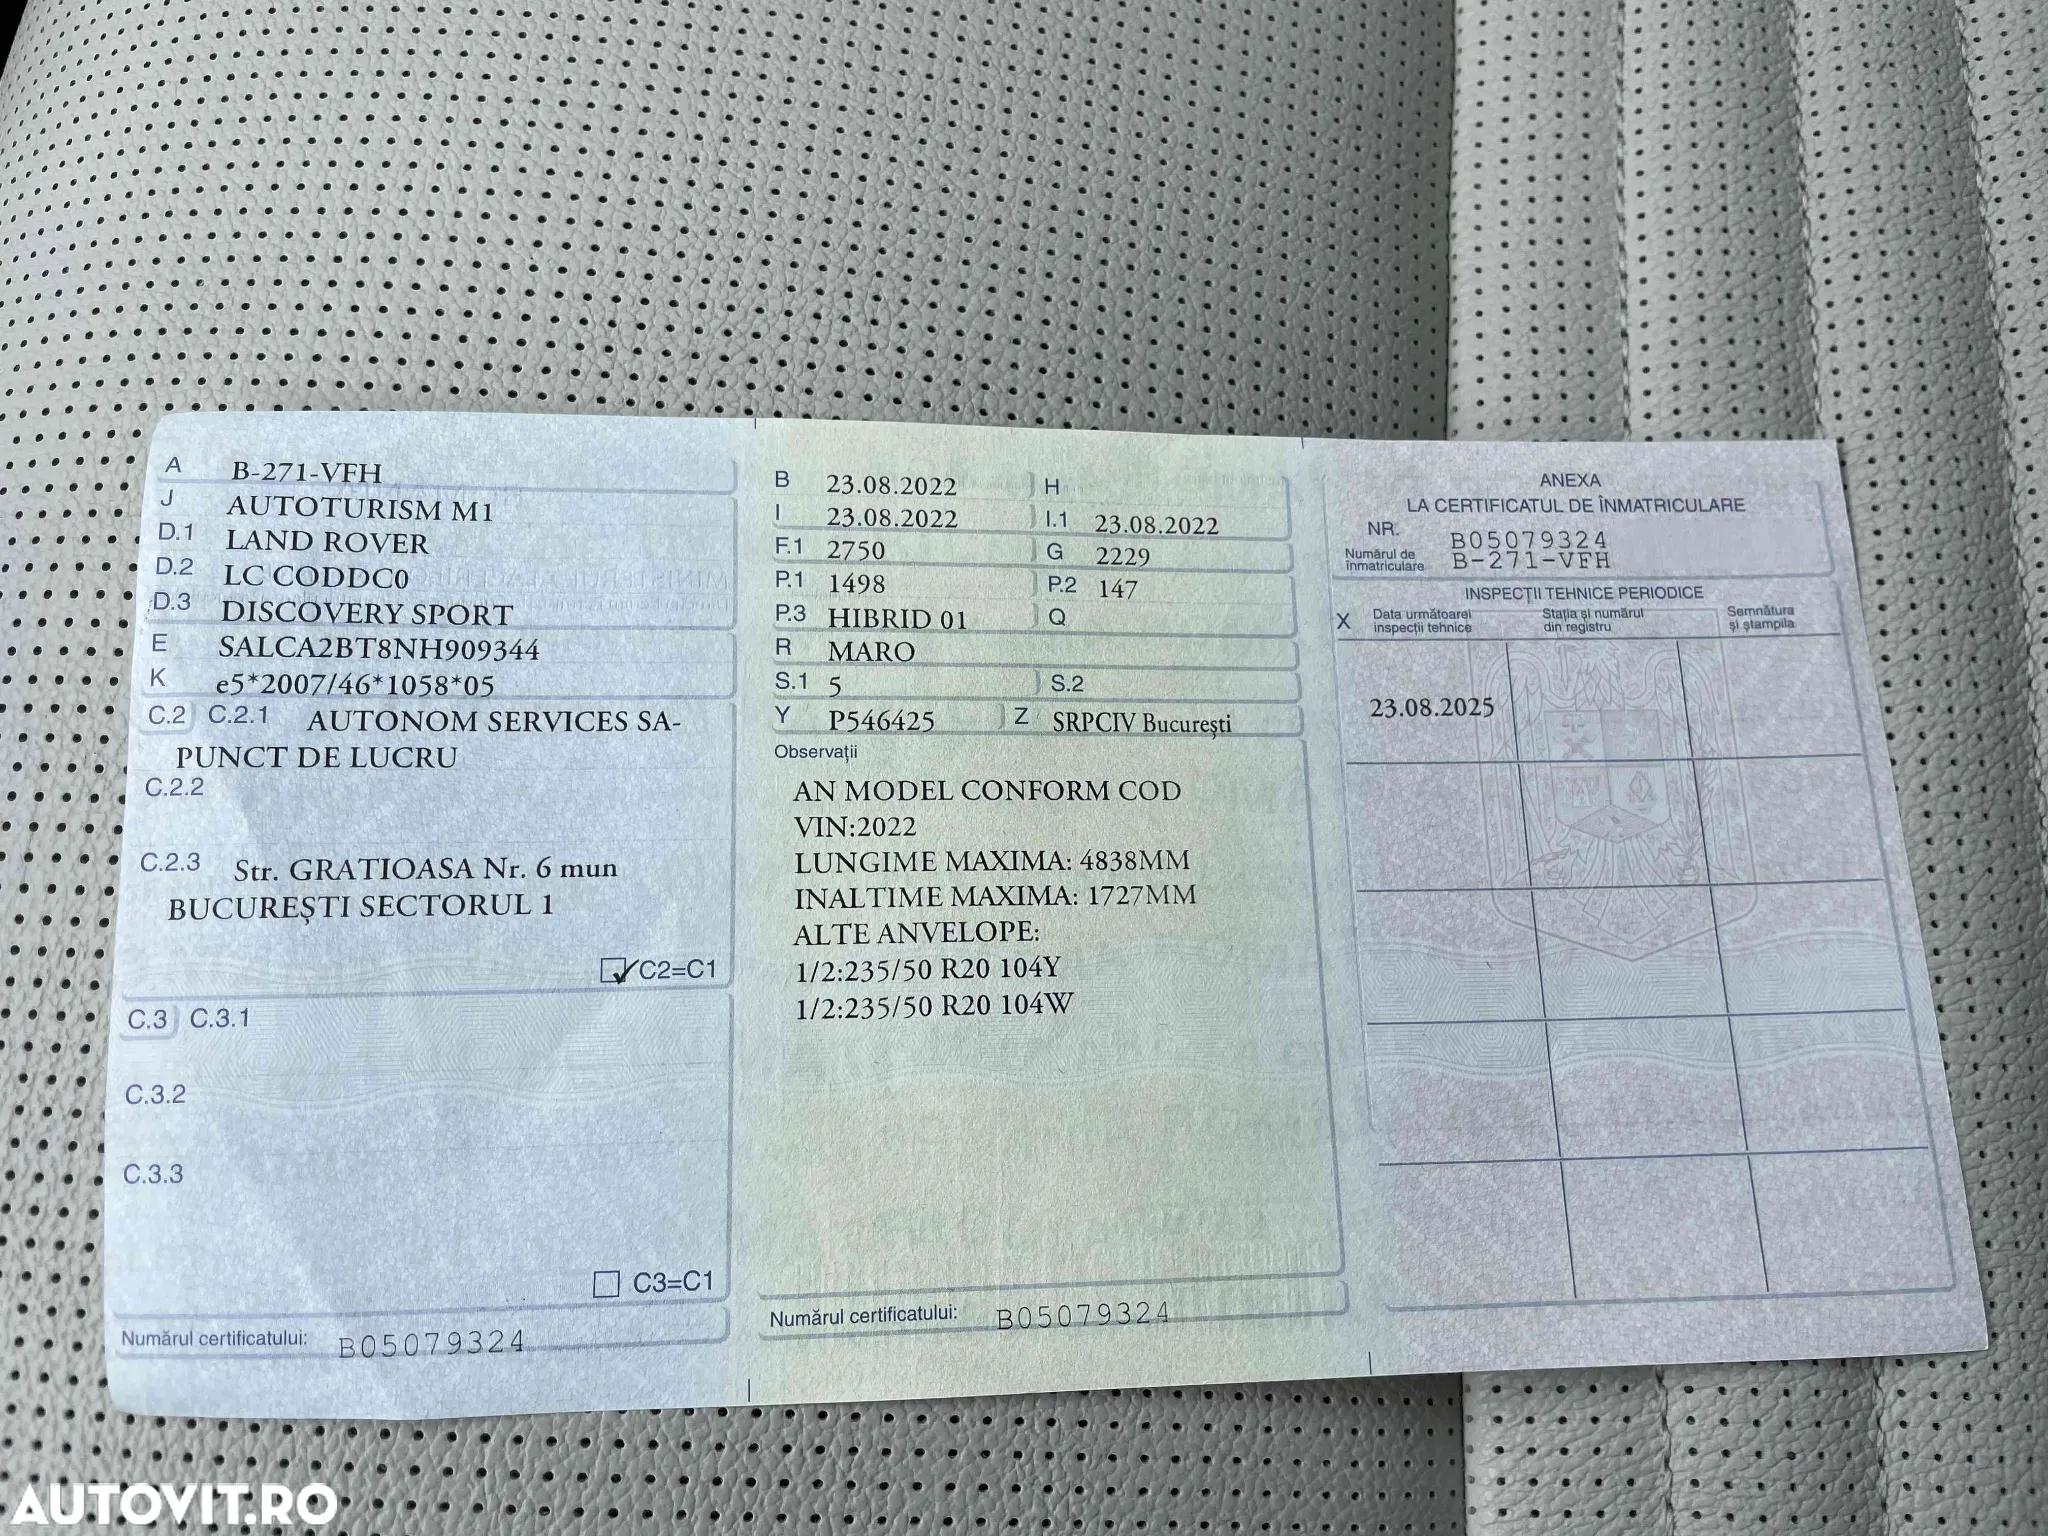 A B-271-VFH
J AUTOTURISM M1
D.1 LAND ROVER
D.2 LC CODDC0
D.3 DISCOVERY SPORT
E SALCA2BT8NH909344
K e5*2007/46*1058*05
C.2 C.2.1 AUTONOM SERVICES SA-
PUNCT DE LUCRU
C.2.2
C.2.3 Str. GRATIOASA Nr. 6 mun
BUCUREȘTI SECTORUL 1
C2=C1
C.3 C.3.1
C.3.2
C.3.3
C3=C1
Numărul certificatului: B05079324
B 23.08.2022 H
I 23.08.2022 I.1 23.08.2022
F.1 2750 G 2229
P.1 1498 P.2 147
P.3 HIBRID 01 Q
R MARO
S.1 5 S.2
Y P546425 Z SRPCIV București
Observații
AN MODEL CONFORM COD
VIN:2022
LUNGIME MAXIMA: 4838MM
INALTIME MAXIMA: 1727MM
ALTE ANVELOPE:
1/2:235/50 R20 104Y
1/2:235/50 R20 104W
Numărul certificatului: B05079324
ANEXA
LA CERTIFICATUL DE ÎNMATRICULARE
NR. B05079324
Numărul de
înmatriculare B-271-VFH
INSPECȚII TEHNICE PERIODICE
X Data următoarei
inspecții tehnice
Stația și numărul
din registru
Semnătura
și ștampila
23.08.2025
AUTOVIT.RO